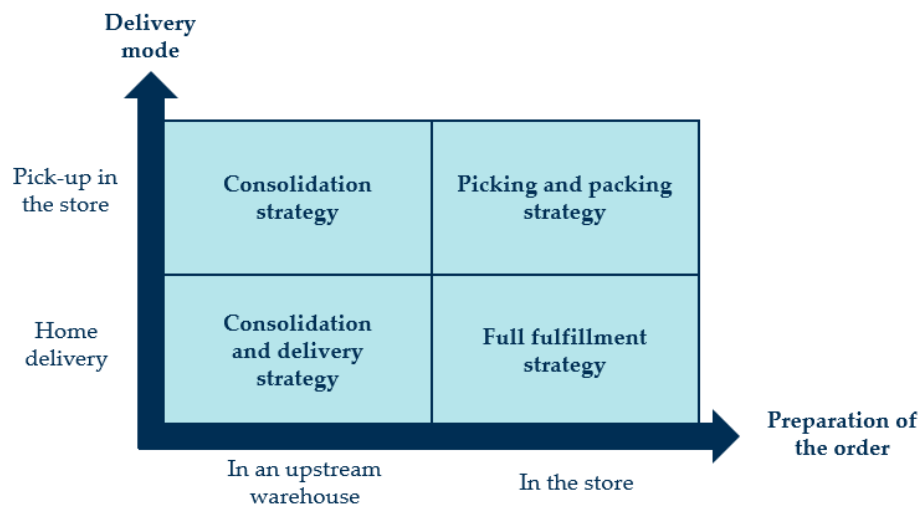 Delivery
mode
Pick-up in
the store
Consolidation
strategy
Picking and packing
strategy
Home
delivery
Consolidation
and delivery
strategy
Full fulfillment
strategy
Preparation of
the order
In an upstream
warehouse
In the store